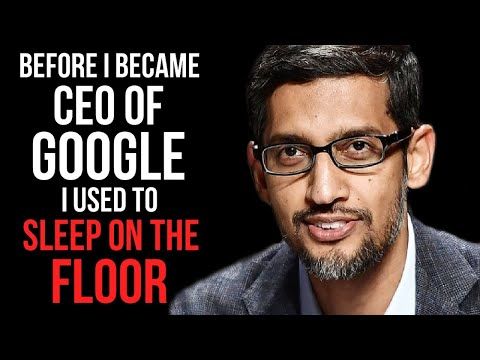 BEFORE I BECAME
CEO OF
GOOGLE
I USED TO
SLEEP ON THE
FLOOR